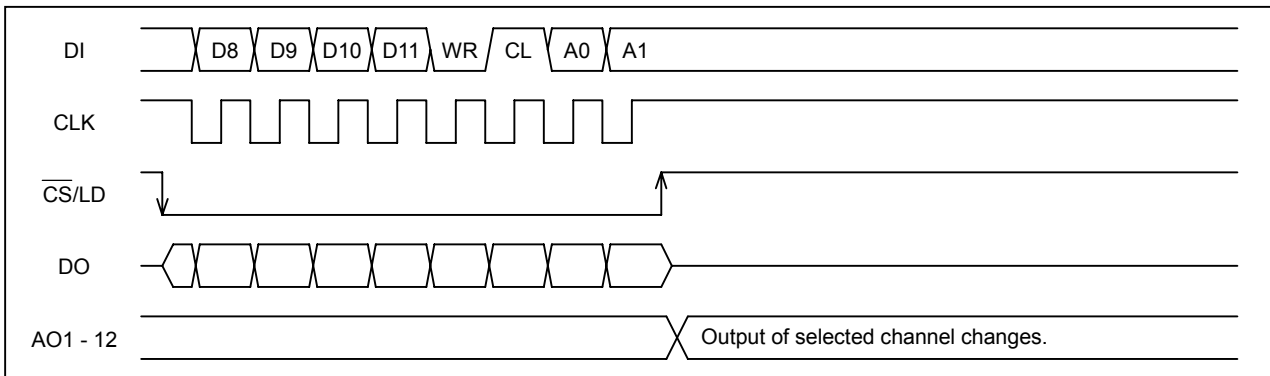 DI D8 D9 D10 D11 WR CL A0 A1
CLK
CS/LD
DO
AO1 - 12 Output of selected channel changes.